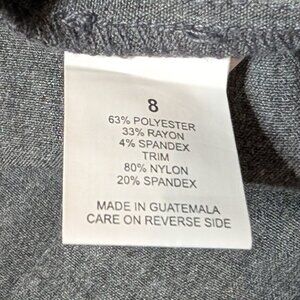 8
63% POLYESTER
33% RAYON
4% SPANDEX
TRIM
80% NYLON
20% SPANDEX
MADE IN GUATEMALA
CARE ON REVERSE SIDE